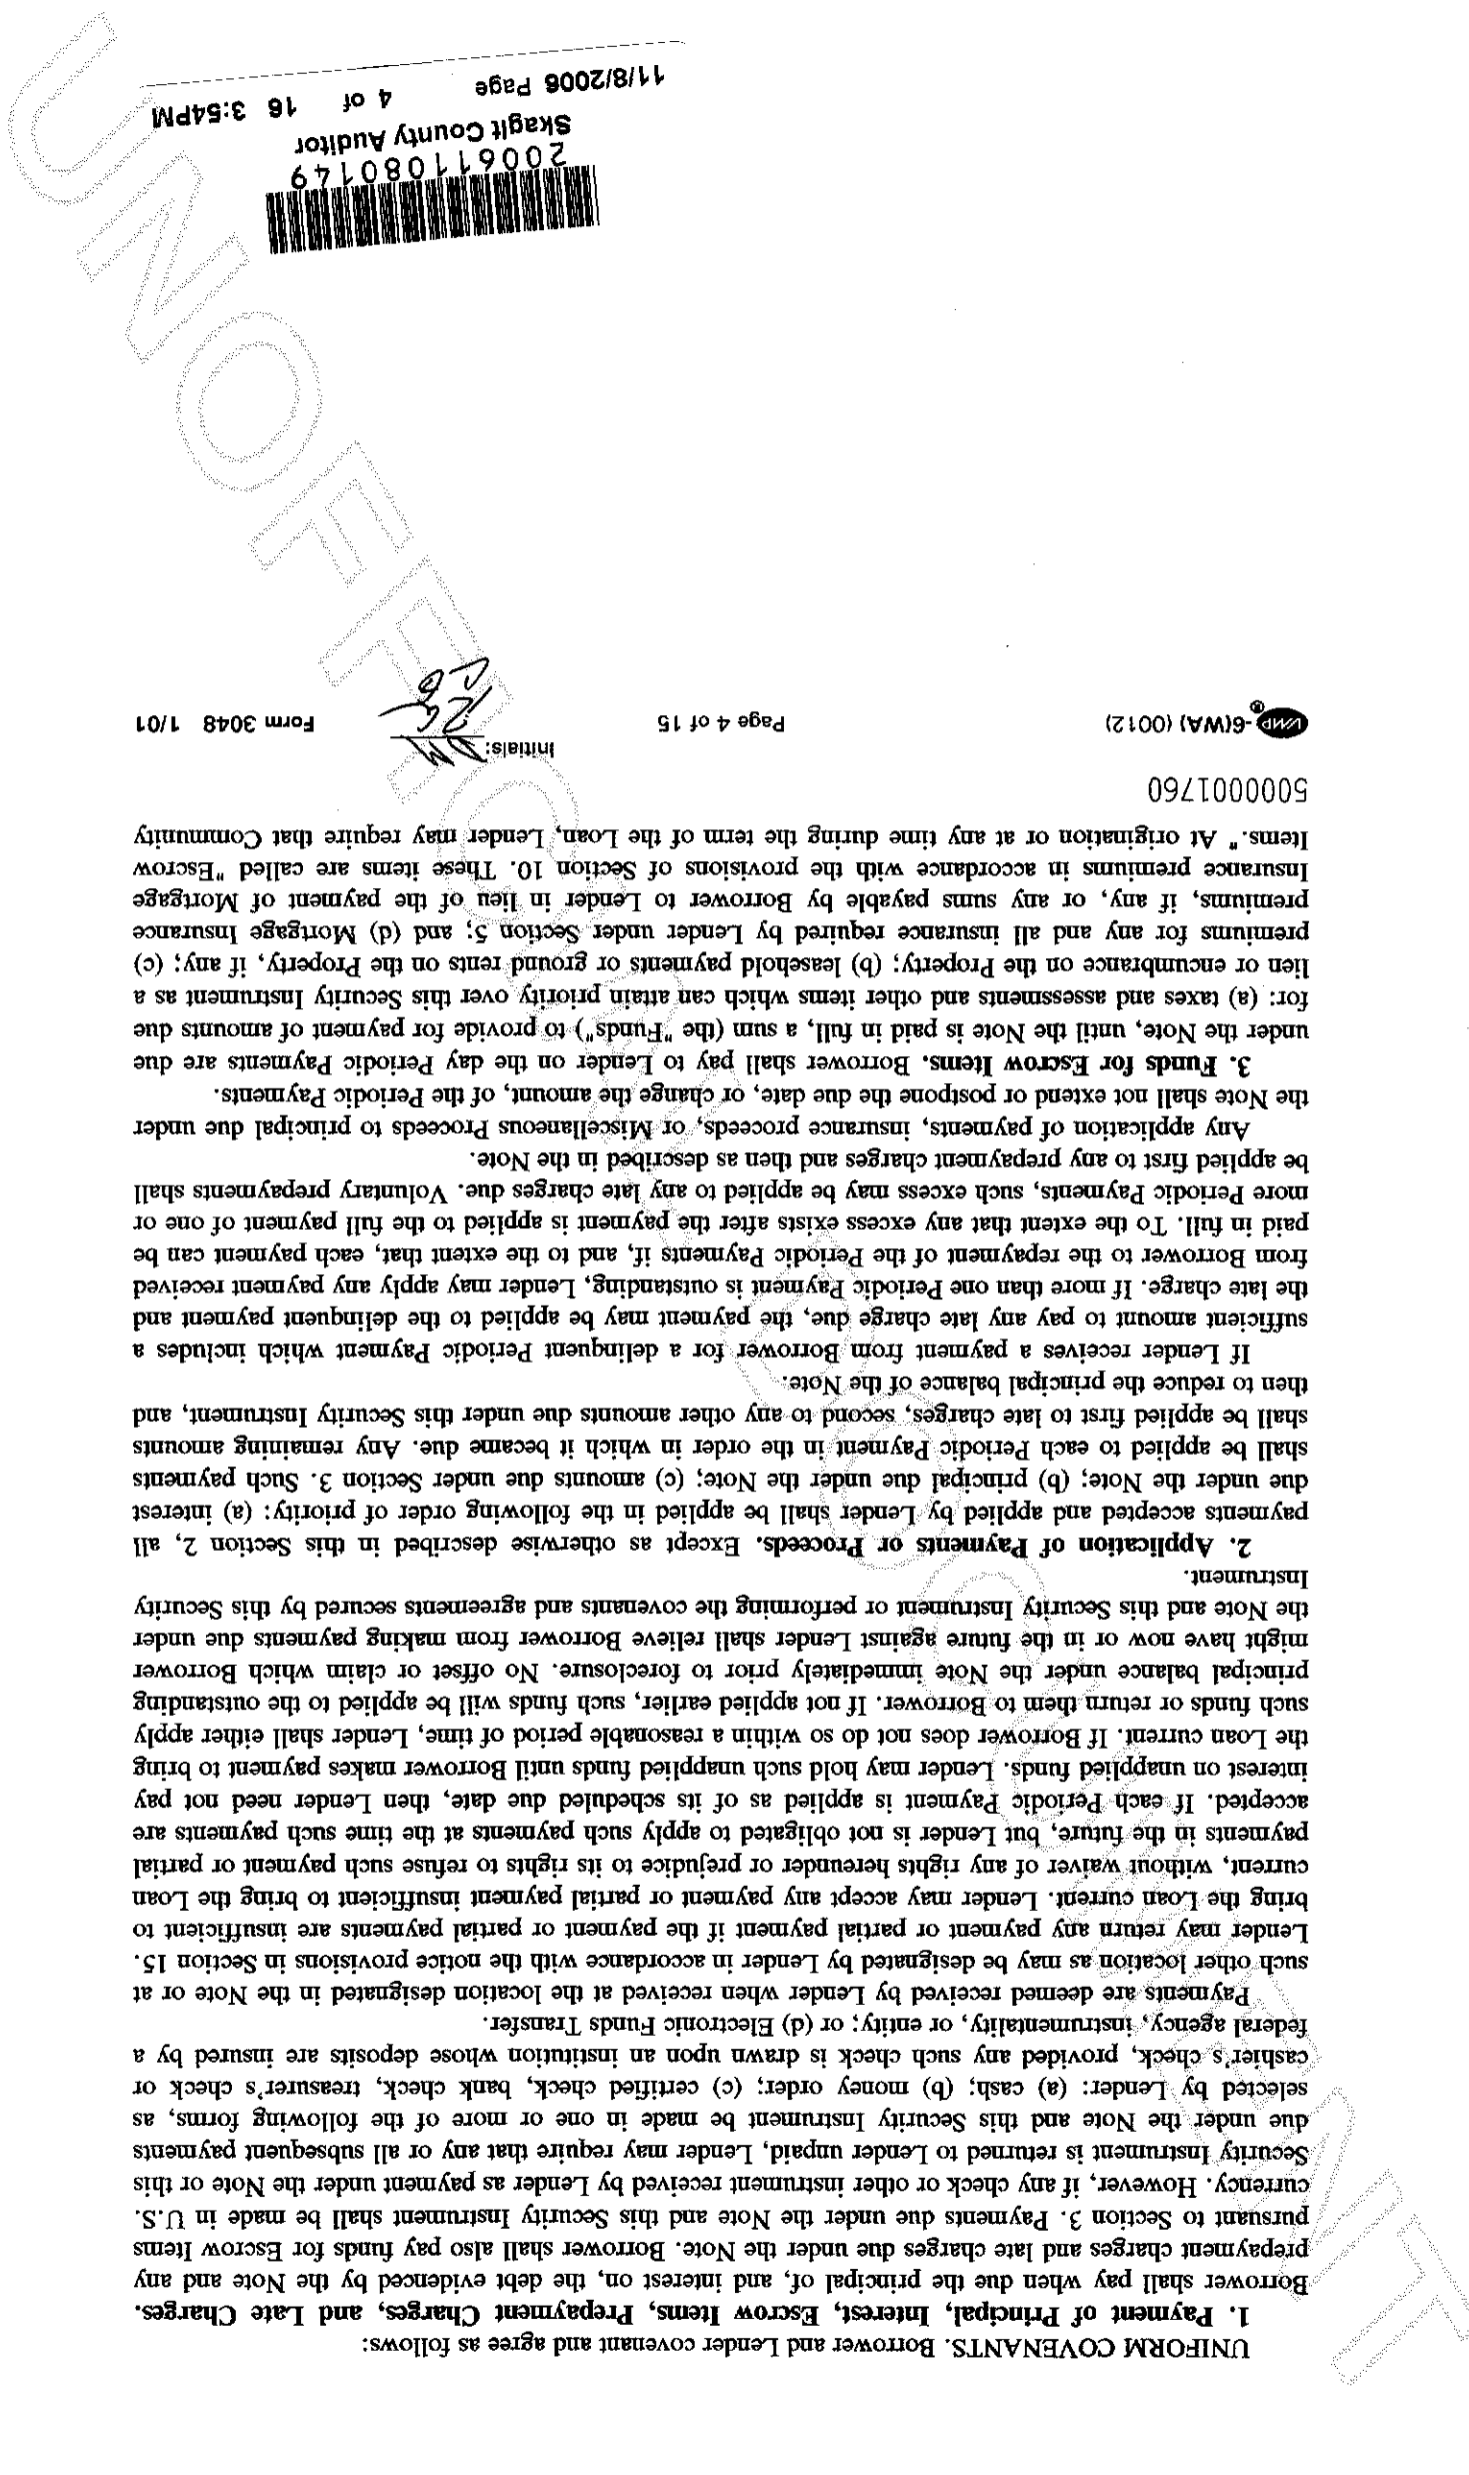 UNIFORM COVENANTS. Borrower and Lender covenant and agree as follows:
1. Payment of Principal, Interest, Escrow Items, Prepayment Charges, and Late Charges.
Borrower shall pay when due the principal of, and interest on, the debt evidenced by the Note and any
prepayment charges and late charges due under the Note. Borrower shall also pay funds for Escrow Items
pursuant to Section 3. Payments due under the Note and this Security Instrument shall be made in U.S.
currency. However, if any check or other instrument received by Lender as payment under the Note or this
Security Instrument is returned to Lender unpaid, Lender may require that any or all subsequent payments
due under the Note and this Security Instrument be made in one or more of the following forms, as
selected by Lender: (a) cash; (b) money order; (c) certified check, bank check, treasurer's check or
cashier's check, provided any such check is drawn upon an institution whose deposits are insured by a
federal agency, instrumentality, or entity; or (d) Electronic Funds Transfer.
Payments are deemed received by Lender when received at the location designated in the Note or at
such other location as may be designated by Lender in accordance with the notice provisions in Section 15.
Lender may return any payment or partial payment if the payment or partial payments are insufficient to
bring the Loan current. Lender may accept any payment or partial payment insufficient to bring the Loan
current, without waiver of any rights hereunder or prejudice to its rights to refuse such payment or partial
payments in the future, but Lender is not obligated to apply such payments at the time such payments are
accepted. If each Periodic Payment is applied as of its scheduled due date, then Lender need not pay
interest on unapplied funds. Lender may hold such unapplied funds until Borrower makes payment to bring
the Loan current. If Borrower does not do so within a reasonable period of time, Lender shall either apply
such funds or return them to Borrower. If not applied earlier, such funds will be applied to the outstanding
principal balance under the Note immediately prior to foreclosure. No offset or claim which Borrower
might have now or in the future against Lender shall relieve Borrower from making payments due under
the Note and this Security Instrument or performing the covenants and agreements secured by this Security
Instrument.
2. Application of Payments or Proceeds. Except as otherwise described in this Section 2, all
payments accepted and applied by Lender shall be applied in the following order of priority: (a) interest
due under the Note; (b) principal due under the Note; (c) amounts due under Section 3. Such payments
shall be applied to each Periodic Payment in the order in which it became due. Any remaining amounts
shall be applied first to late charges, second to any other amounts due under this Security Instrument, and
then to reduce the principal balance of the Note.
If Lender receives a payment from Borrower for a delinquent Periodic Payment which includes a
sufficient amount to pay any late charge due, the payment may be applied to the delinquent payment and
the late charge. If more than one Periodic Payment is outstanding, Lender may apply any payment received
from Borrower to the repayment of the Periodic Payments if, and to the extent that, each payment can be
paid in full. To the extent that any excess exists after the payment is applied to the full payment of one or
more Periodic Payments, such excess may be applied to any late charges due. Voluntary prepayments shall
be applied first to any prepayment charges and then as described in the Note.
Any application of payments, insurance proceeds, or Miscellaneous Proceeds to principal due under
the Note shall not extend or postpone the due date, or change the amount, of the Periodic Payments.
3. Funds for Escrow Items. Borrower shall pay to Lender on the day Periodic Payments are due
under the Note, until the Note is paid in full, a sum (the "Funds") to provide for payment of amounts due
for: (a) taxes and assessments and other items which can attain priority over this Security Instrument as a
lien or encumbrance on the Property; (b) leasehold payments or ground rents on the Property, if any; (c)
premiums for any and all insurance required by Lender under Section 5; and (d) Mortgage Insurance
premiums, if any, or any sums payable by Borrower to Lender in lieu of the payment of Mortgage
Insurance premiums in accordance with the provisions of Section 10. These items are called "Escrow
Items." At origination or at any time during the term of the Loan, Lender may require that Community
5000001760
Initials:
VMP®-6(WA) (0012) Page 4 of 15 Form 3048 1/01
200611080149
Skagit County Auditor
11/8/2006 Page 4 of 16 3:54PM
UNOFFICIAL DOCUMENT